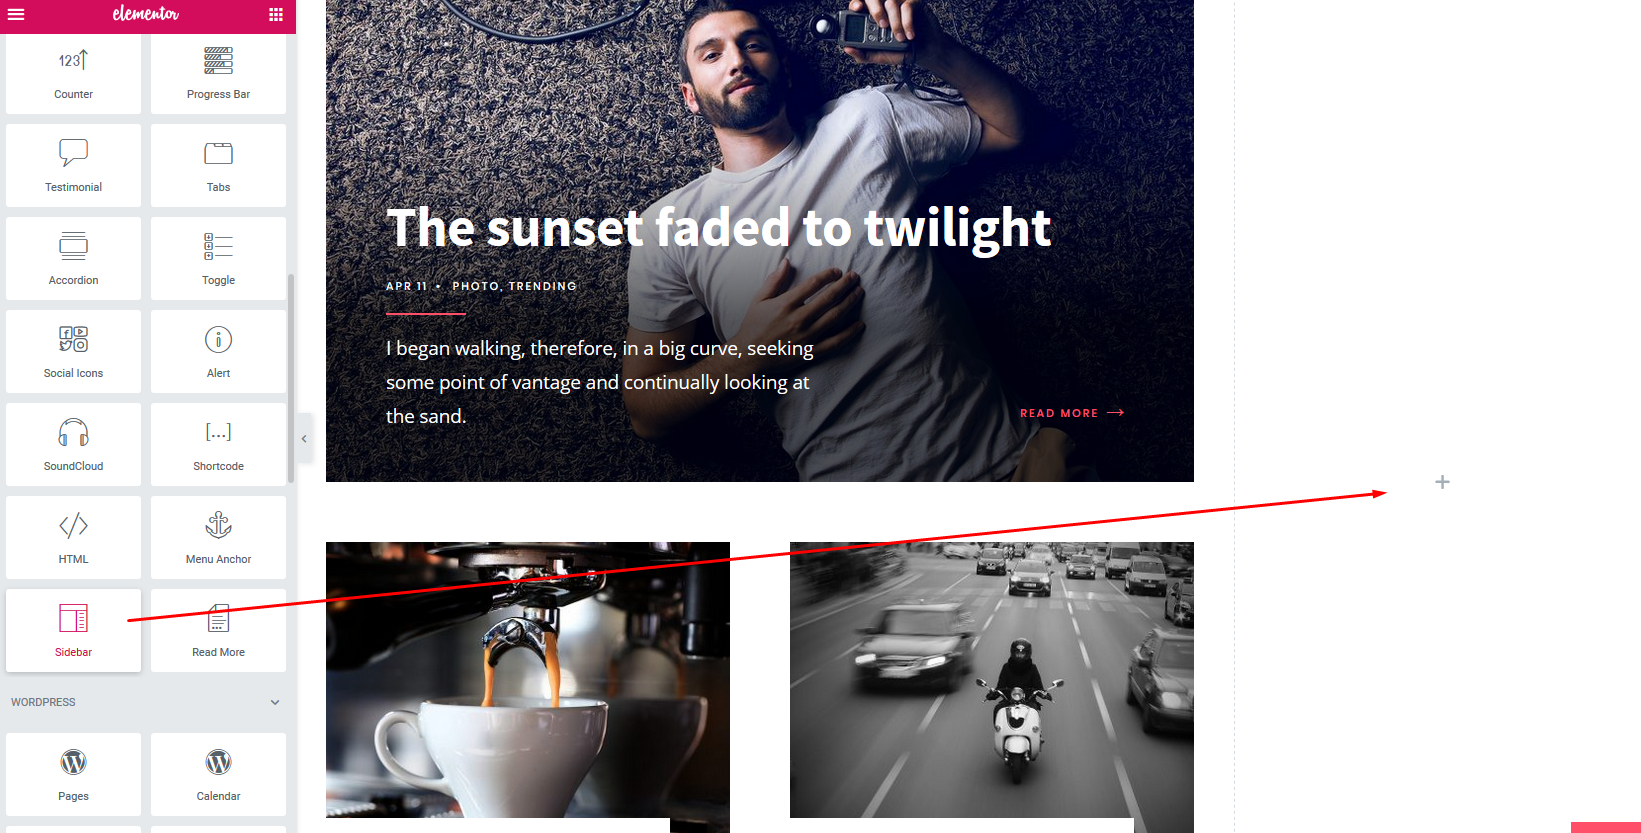 elementor
123
Counter
Progress Bar
Testimonial
Tabs
Accordion
Toggle
Social Icons
Alert
SoundCloud
[...]
Shortcode
HTML
Menu Anchor
Sidebar
Read More
WORDPRESS
Pages
Calendar
The sunset faded to twilight
APR 11 • PHOTO, TRENDING
I began walking, therefore, in a big curve, seeking
some point of vantage and continually looking at
the sand.
READ MORE →